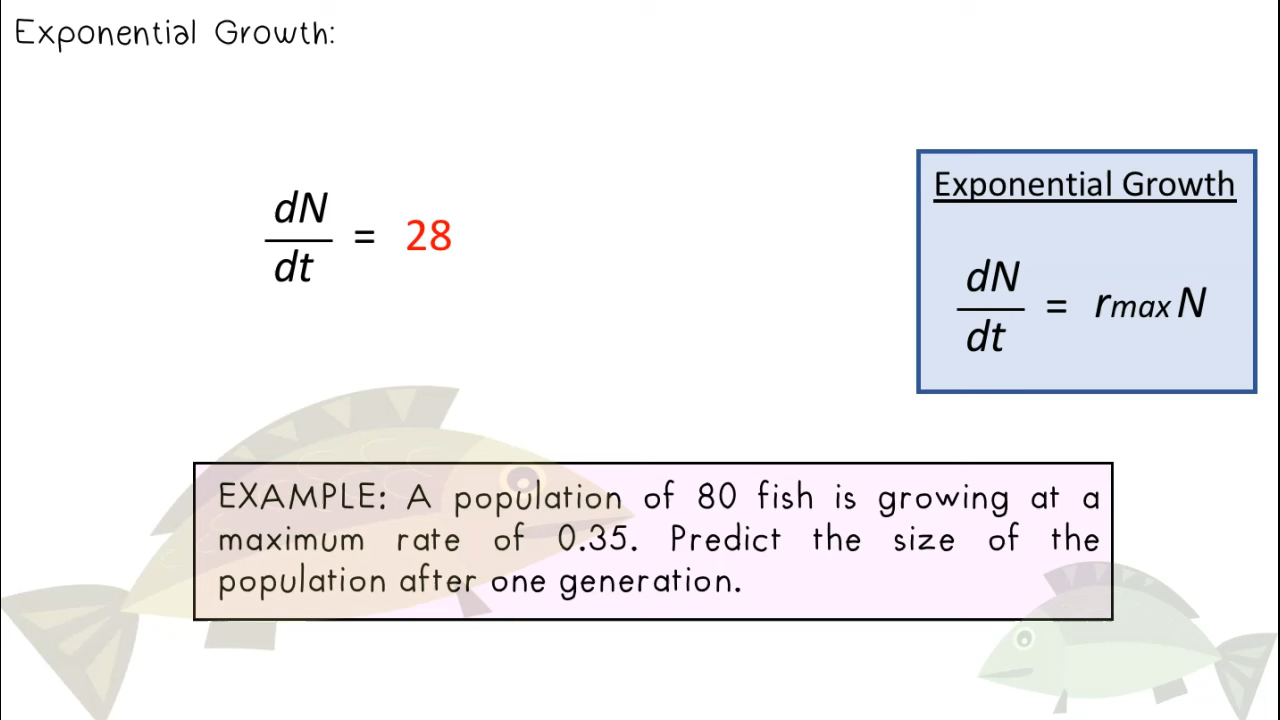 Exponential Growth:
dN
dt
= 28
Exponential Growth
dN
dt
= rmax N
EXAMPLE: A population of 80 fish is growing at a
maximum rate of 0.35. Predict the size of the
population after one generation.